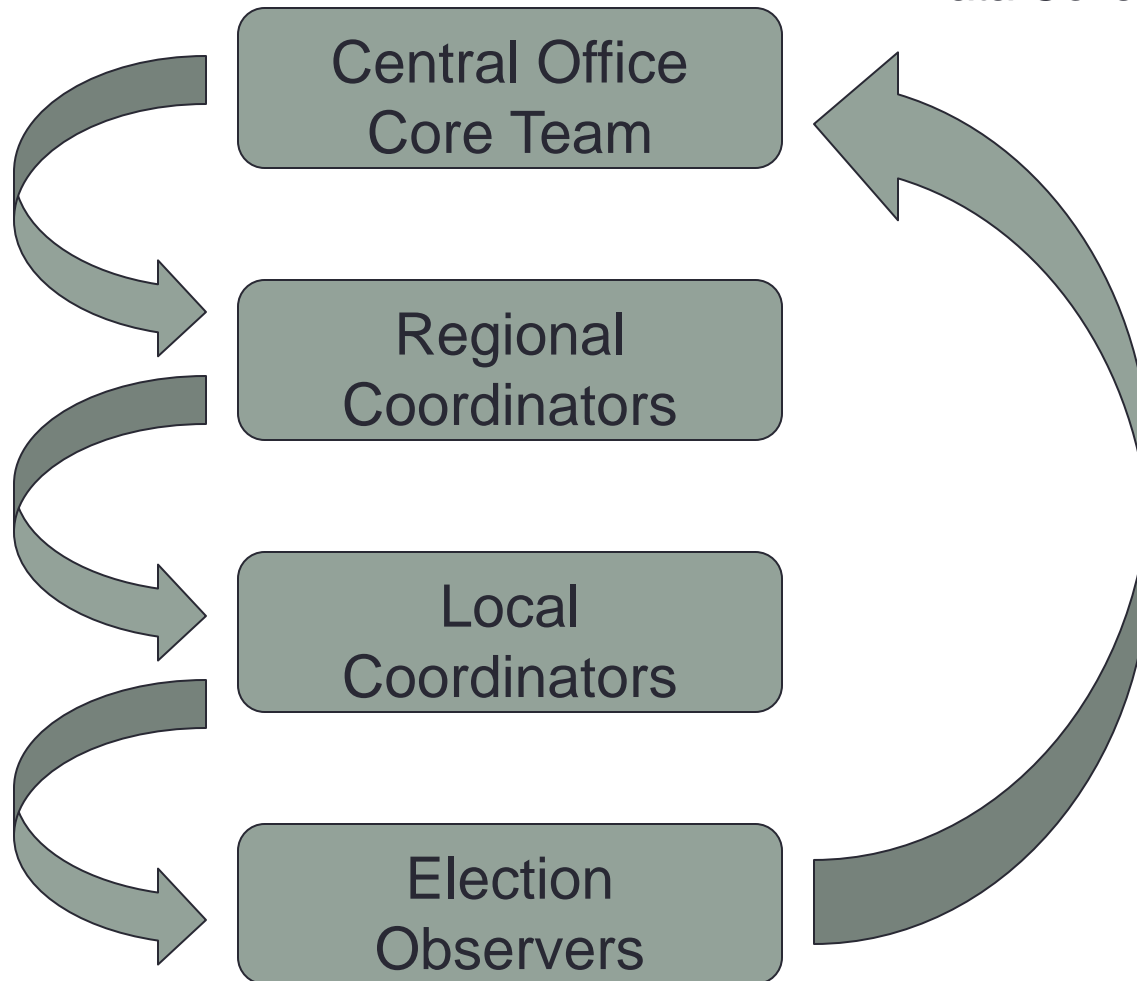 Central Office
Core Team
Regional
Coordinators
Local
Coordinators
Election
Observers